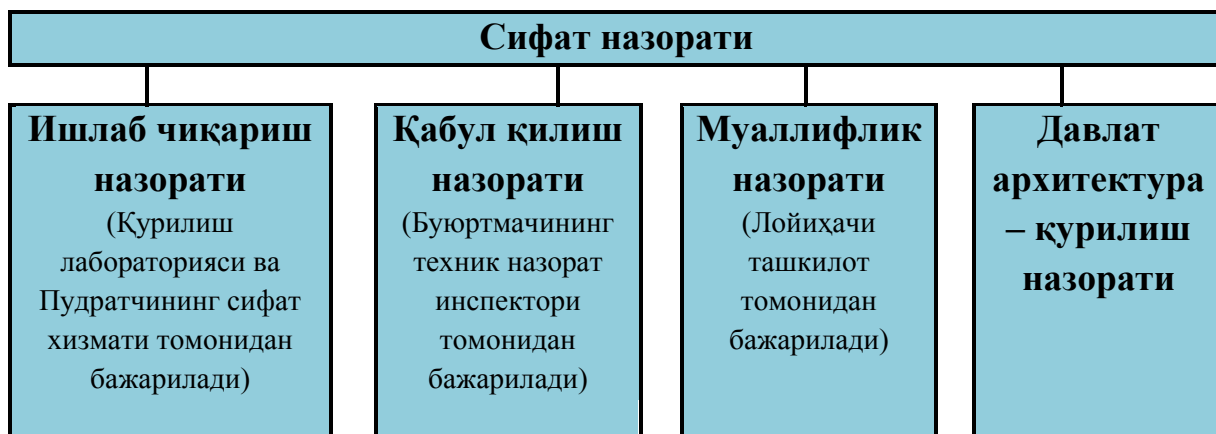 Сифат назорати
Ишлаб чиқариш
назорати
(Қурилиш
лабораторияси ва
Пудратчининг сифат
хизмати томонидан
бажарилади)
Қабул қилиш
назорати
(Буюртмачининг
техник назорат
инспектори
томонидан
бажарилади)
Муаллифлик
назорати
(Лойиҳачи
ташкилот
томонидан
бажарилади)
Давлат
архитектура
– қурилиш
назорати